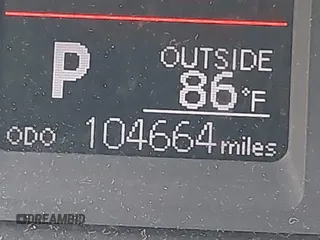 P
OUTSIDE
86°F
ODO 104664 miles
DREAMBID